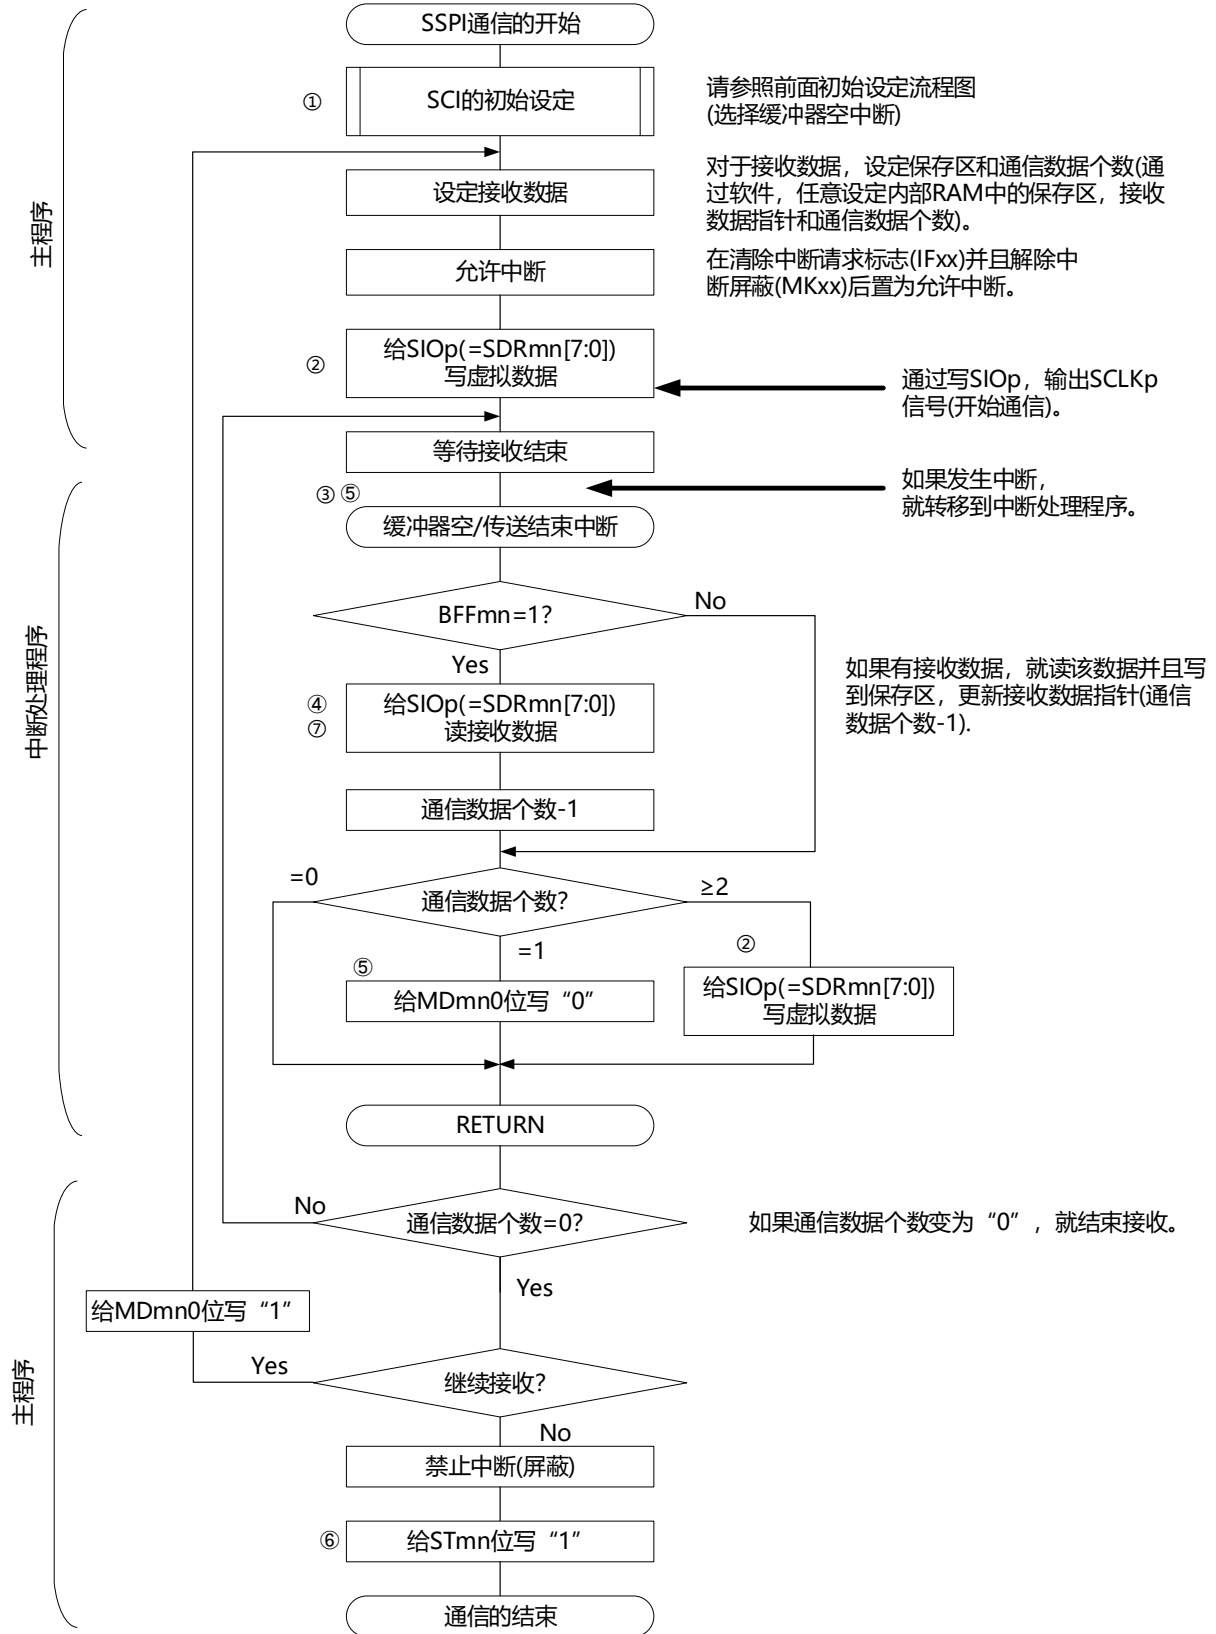 SSPI通信的开始
①
SCI的初始设定
请参照前面初始设定流程图
(选择缓冲器空中断)
主程序
设定接收数据
对于接收数据，设定保存区和通信数据个数(通
过软件，任意设定内部RAM中的保存区，接收
数据指针和通信数据个数)。
允许中断
在清除中断请求标志(IFxx)并且解除中
断屏蔽(MKxx)后置为允许中断。
②
给SIOp(=SDRmn[7:0])
写虚拟数据
通过写SIOp，输出SCLKp
信号(开始通信)。
等待接收结束
③ ⑤
如果发生中断，
就转移到中断处理程序。
缓冲器空/传送结束中断
中断处理程序
BFFmn=1?
No
Yes
④
⑦
给SIOp(=SDRmn[7:0])
读接收数据
如果有接收数据，就读该数据并且写
到保存区，更新接收数据指针(通信
数据个数-1).
通信数据个数-1
=0
通信数据个数?
≥2
=1
②
⑤
给MDmn0位写“0”
给SIOp(=SDRmn[7:0])
写虚拟数据
RETURN
No
通信数据个数=0?
如果通信数据个数变为“0”，就结束接收。
Yes
给MDmn0位写“1”
主程序
Yes
继续接收?
No
禁止中断(屏蔽)
⑥
给STmn位写“1”
通信的结束